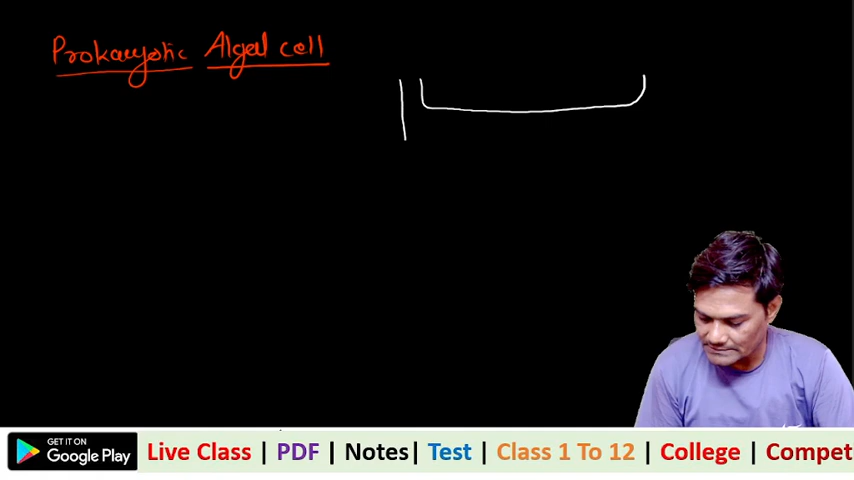 Prokaryotic Algal cell
GET IT ON
Google Play
Live Class | PDF | Notes | Test | Class 1 To 12 | College | Compet